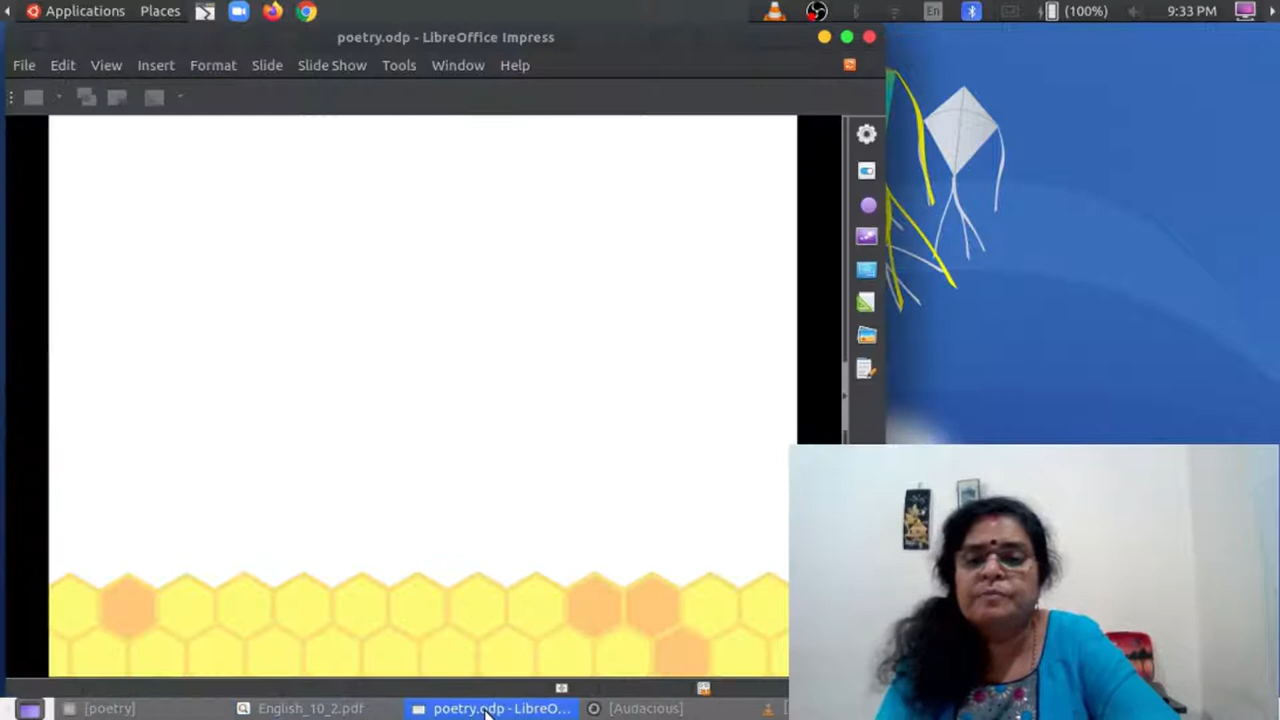 Applications Places En (100%) 9:33 PM
poetry.odp - LibreOffice Impress
File Edit View Insert Format Slide Slide Show Tools Window Help
[poetry] English_10_2.pdf poetry.odp - LibreO... [Audacious] [